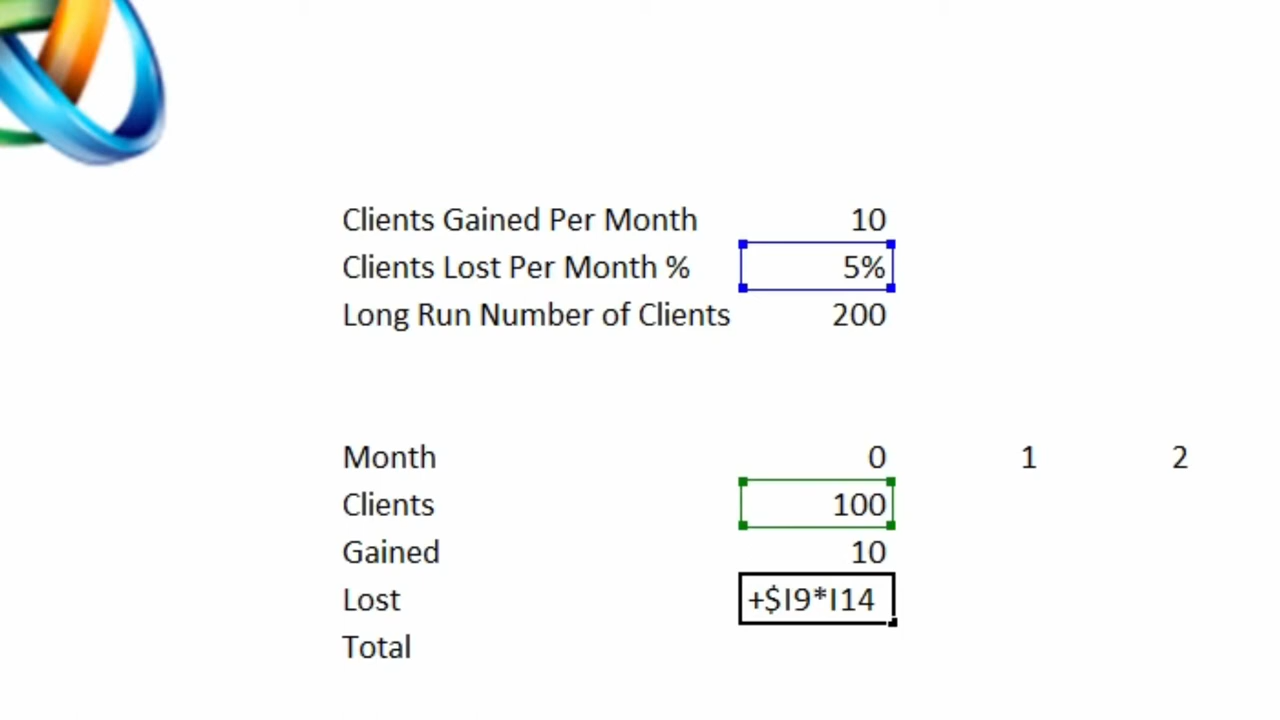 Clients Gained Per Month 10
Clients Lost Per Month % 5%
Long Run Number of Clients 200
Month 0 1 2
Clients 100
Gained 10
Lost +$I9*I14
Total